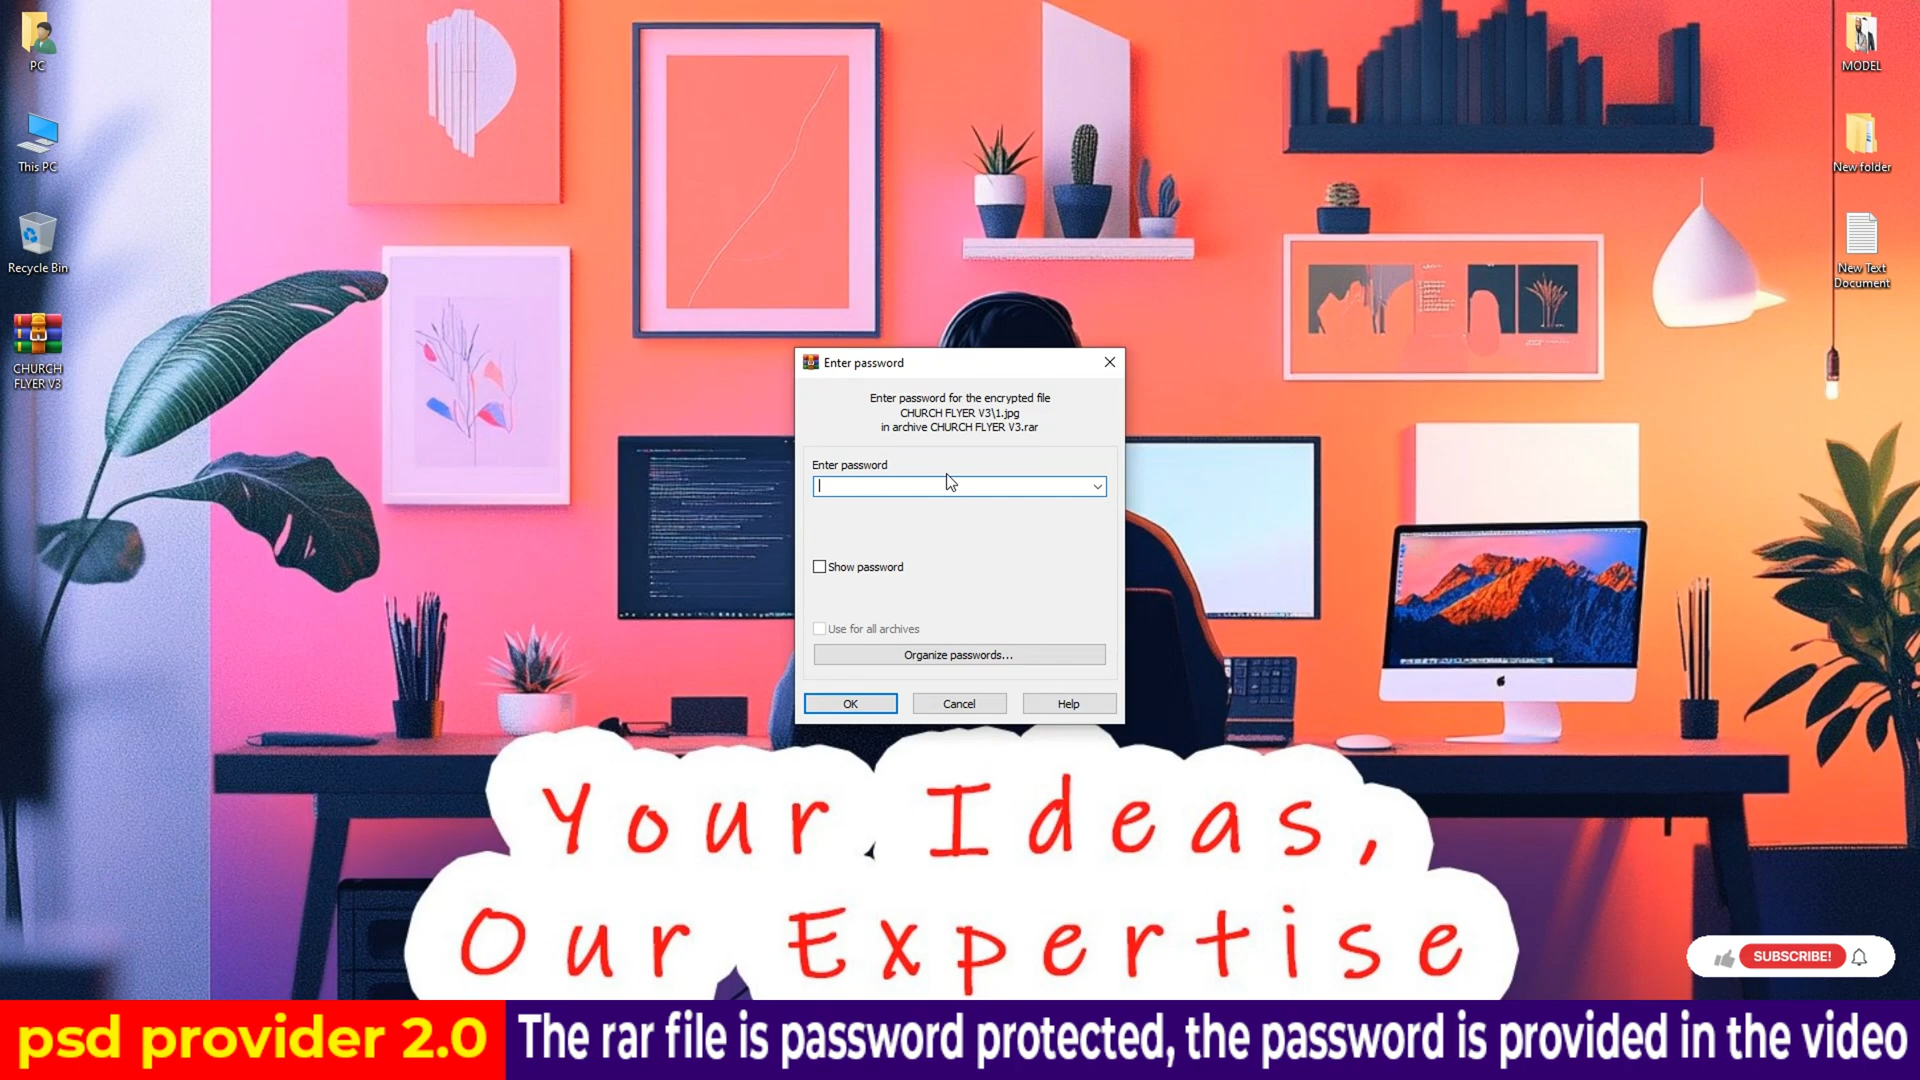 PC
This PC
Recycle Bin
CHURCH
FLYER V3
MODEL
New folder
New Text
Document
Enter password
Enter password for the encrypted file
CHURCH FLYER V3\1.jpg
in archive CHURCH FLYER V3.rar
Enter password
Show password
Use for all archives
Organize passwords...
OK
Cancel
Help
Your Ideas,
Our Expertise
SUBSCRIBE!
psd provider 2.0
The rar file is password protected, the password is provided in the video